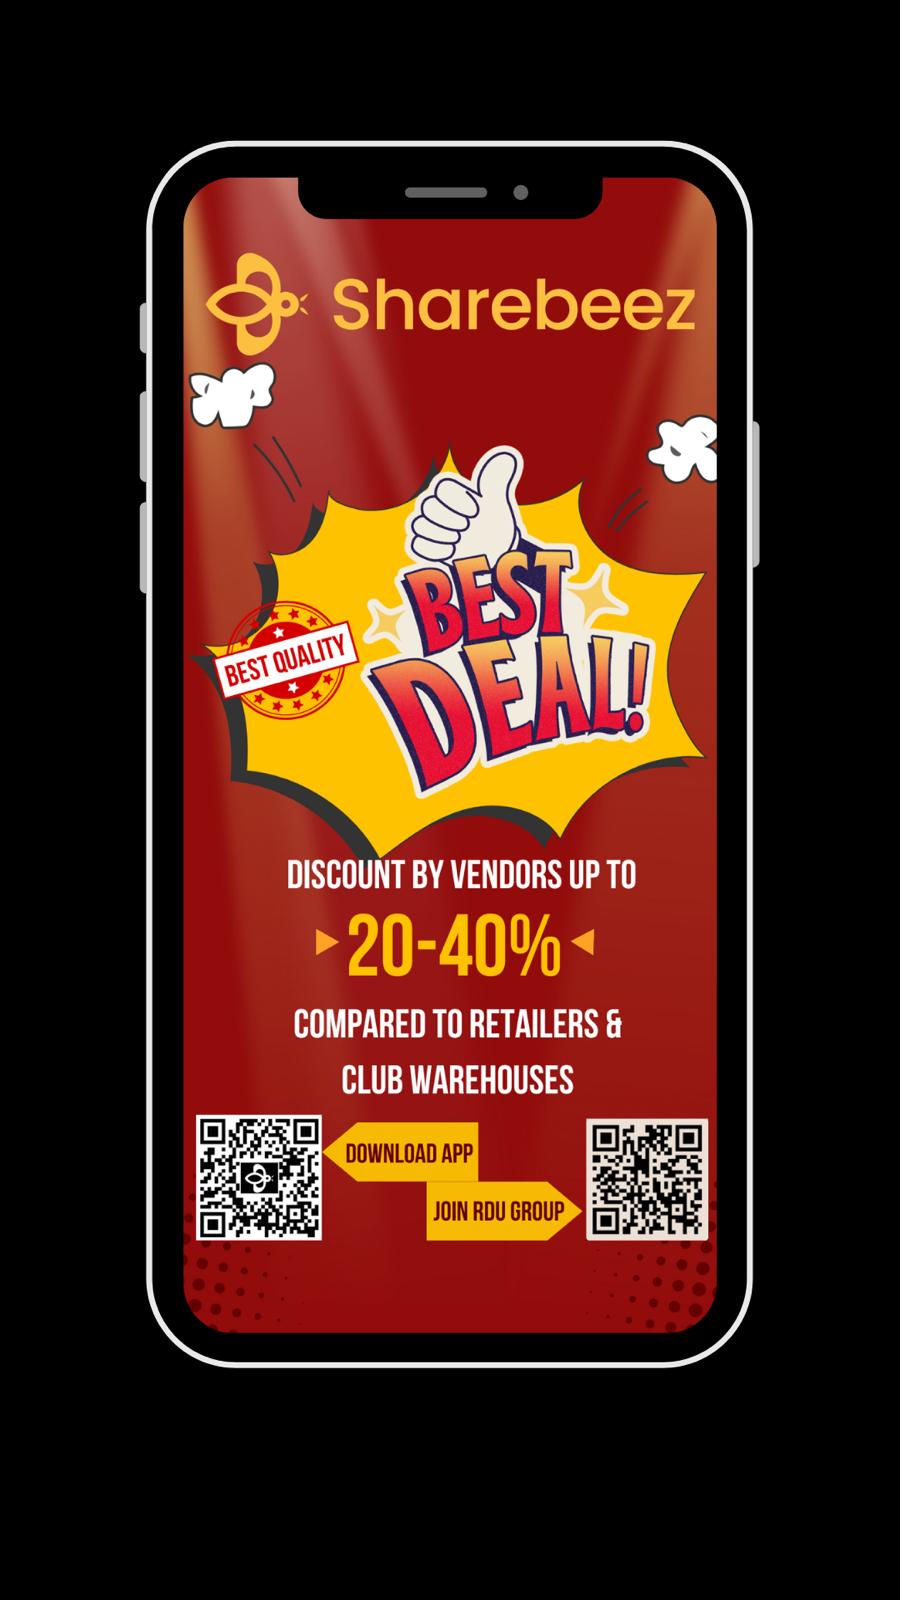 Sharebeez
BEST
DEAL!
BEST QUALITY
DISCOUNT BY VENDORS UP TO
20-40%
COMPARED TO RETAILERS &
CLUB WAREHOUSES
DOWNLOAD APP
JOIN RDU GROUP